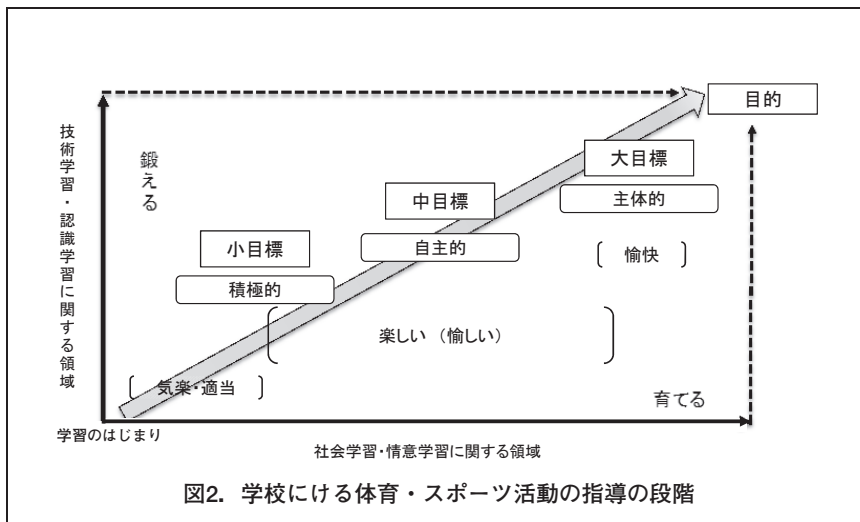 目的
技術学習・認識学習に関する領域
鍛える
大目標
主体的
中目標
自主的
愉快
小目標
積極的
楽しい （愉しい）
気楽・適当
育てる
学習のはじまり
社会学習・情意学習に関する領域
図2．学校にける体育・スポーツ活動の指導の段階